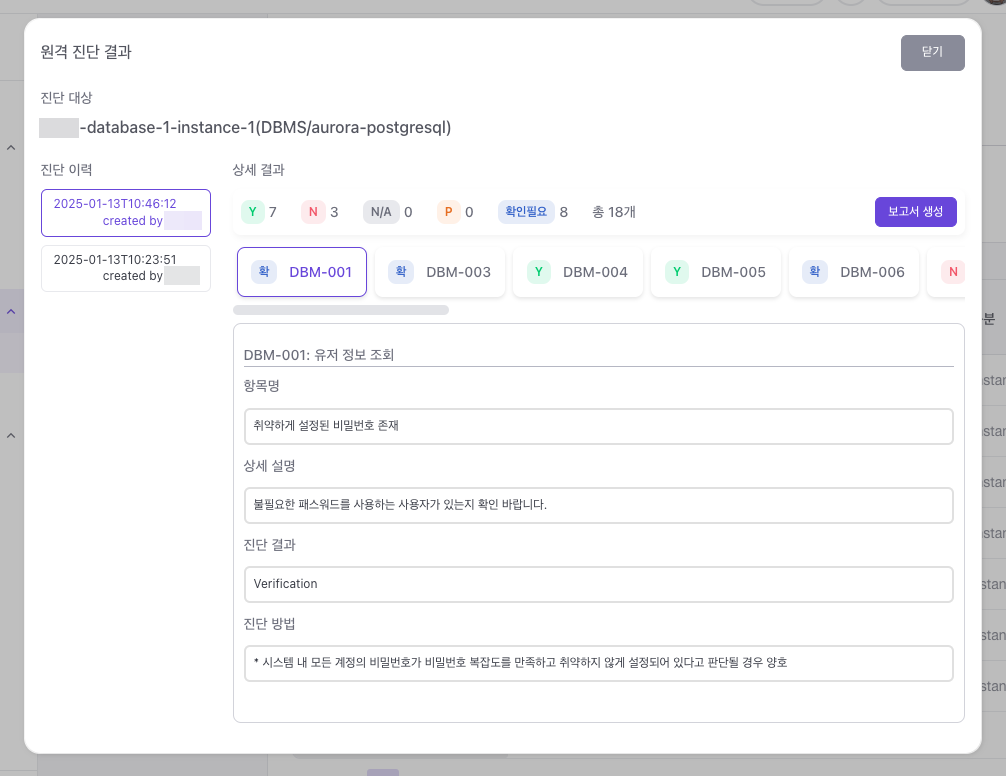 원격 진단 결과
닫기
진단 대상
-database-1-instance-1(DBMS/aurora-postgresql)
진단 이력
2025-01-13T10:46:12
created by
2025-01-13T10:23:51
created by
상세 결과
Y 7 N 3 N/A 0 P 0 확인필요 8 총 18개
보고서 생성
확 DBM-001 확 DBM-003 Y DBM-004 Y DBM-005 확 DBM-006 N
DBM-001: 유저 정보 조회
항목명
취약하게 설정된 비밀번호 존재
상세 설명
불필요한 패스워드를 사용하는 사용자가 있는지 확인 바랍니다.
진단 결과
Verification
진단 방법
* 시스템 내 모든 계정의 비밀번호가 비밀번호 복잡도를 만족하고 취약하지 않게 설정되어 있다고 판단될 경우 양호
분
stan
stan
stan
stan
stan
stan
stan